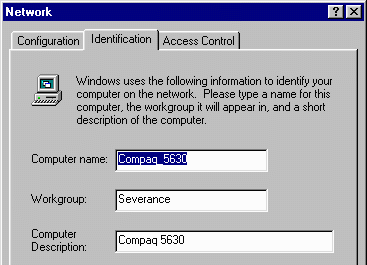 Network
Configuration Identification Access Control
Windows uses the following information to identify your
computer on the network. Please type a name for this
computer, the workgroup it will appear in, and a short
description of the computer.
Computer name: Compaq_5630
Workgroup: Severance
Computer
Description: Compaq 5630